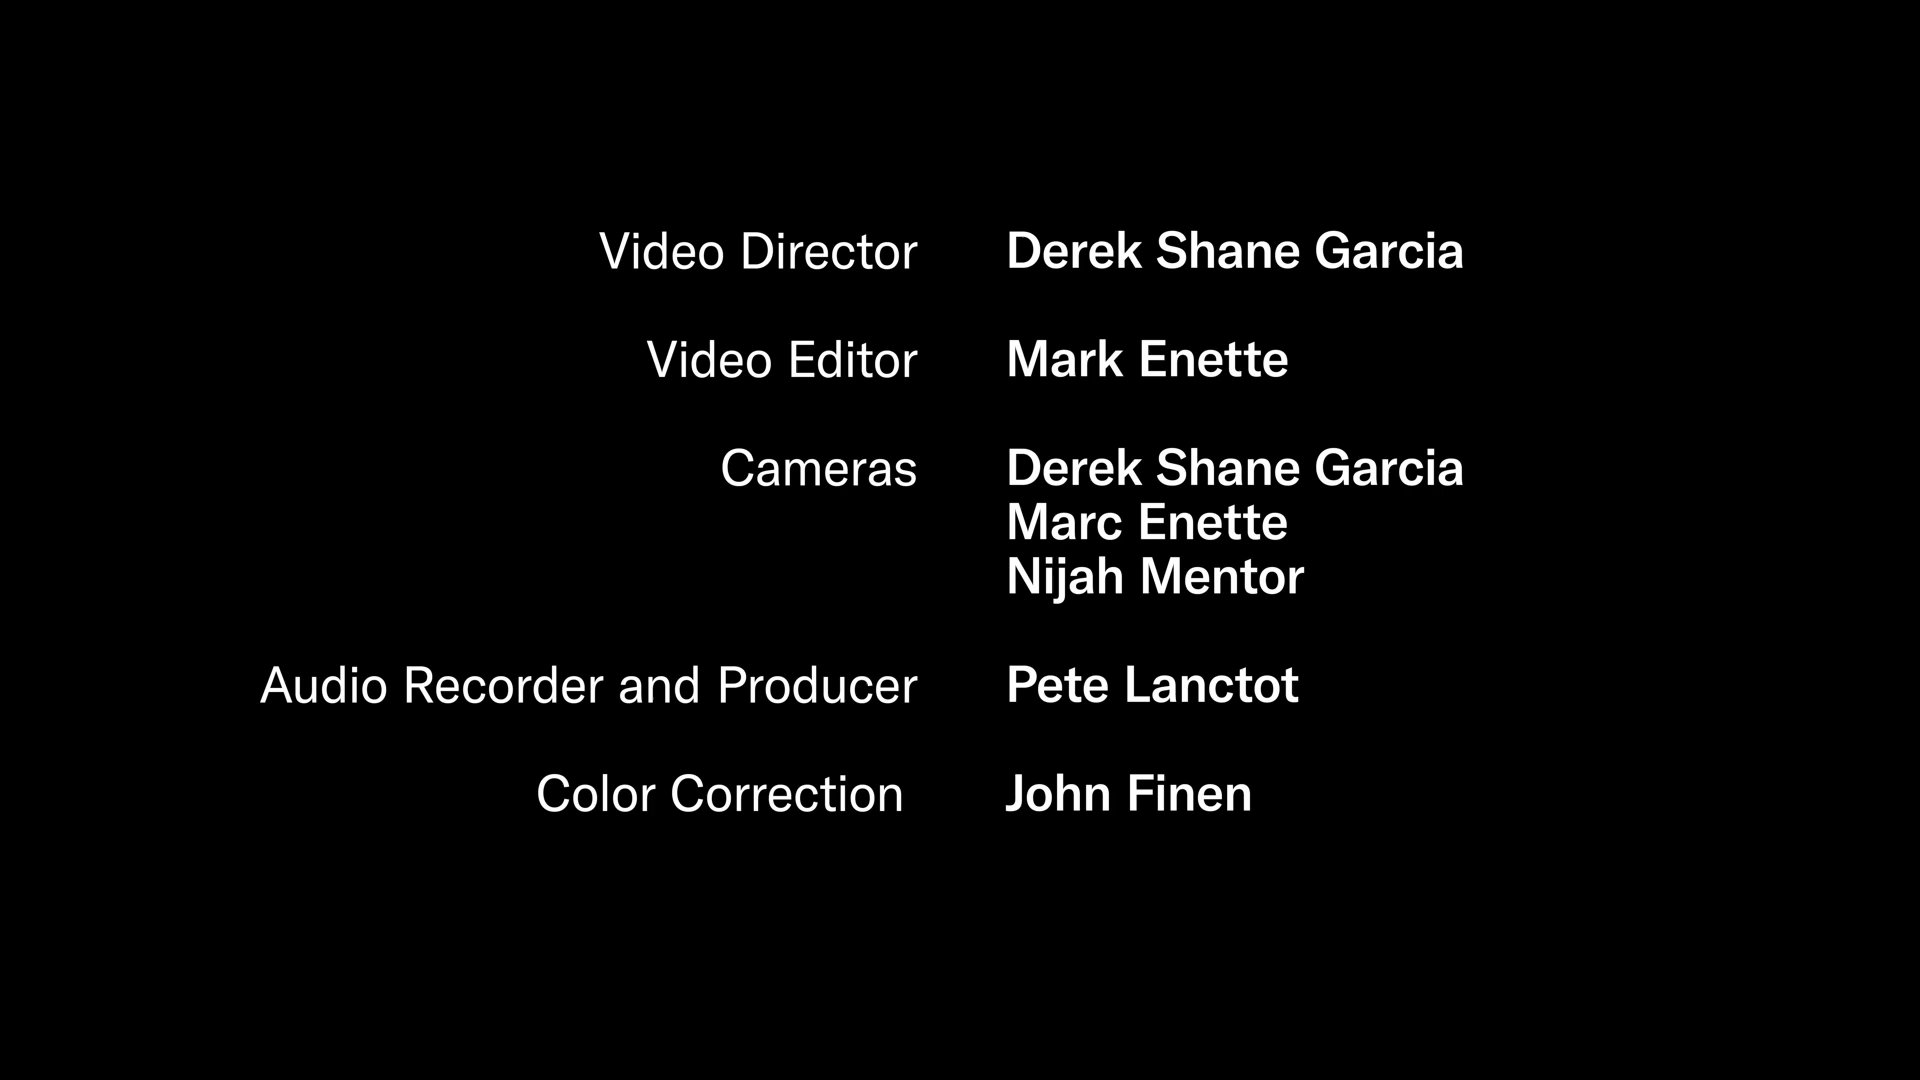 Video Director Derek Shane Garcia
Video Editor Mark Enette
Cameras Derek Shane Garcia
Marc Enette
Nijah Mentor
Audio Recorder and Producer Pete Lanctot
Color Correction John Finen